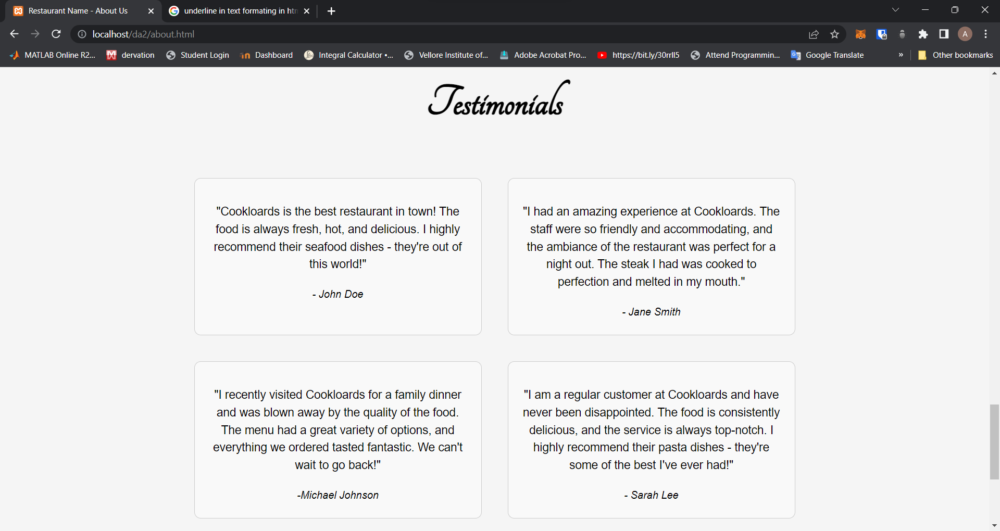 Restaurant Name - About Us
underline in text formating in htm
localhost/da2/about.html
A
MATLAB Online R2...
dervation
Student Login
Dashboard
Integral Calculator •...
Vellore Institute of...
Adobe Acrobat Pro...
https://bit.ly/30rrlI5
Attend Programmin...
Google Translate
»
Other bookmarks
Testimonials
"Cookloards is the best restaurant in town! The
food is always fresh, hot, and delicious. I highly
recommend their seafood dishes - they're out of
this world!"
- John Doe
"I had an amazing experience at Cookloards. The
staff were so friendly and accommodating, and
the ambiance of the restaurant was perfect for a
night out. The steak I had was cooked to
perfection and melted in my mouth."
- Jane Smith
"I recently visited Cookloards for a family dinner
and was blown away by the quality of the food.
The menu had a great variety of options, and
everything we ordered tasted fantastic. We can't
wait to go back!"
-Michael Johnson
"I am a regular customer at Cookloards and have
never been disappointed. The food is consistently
delicious, and the service is always top-notch. I
highly recommend their pasta dishes - they're
some of the best I've ever had!"
- Sarah Lee